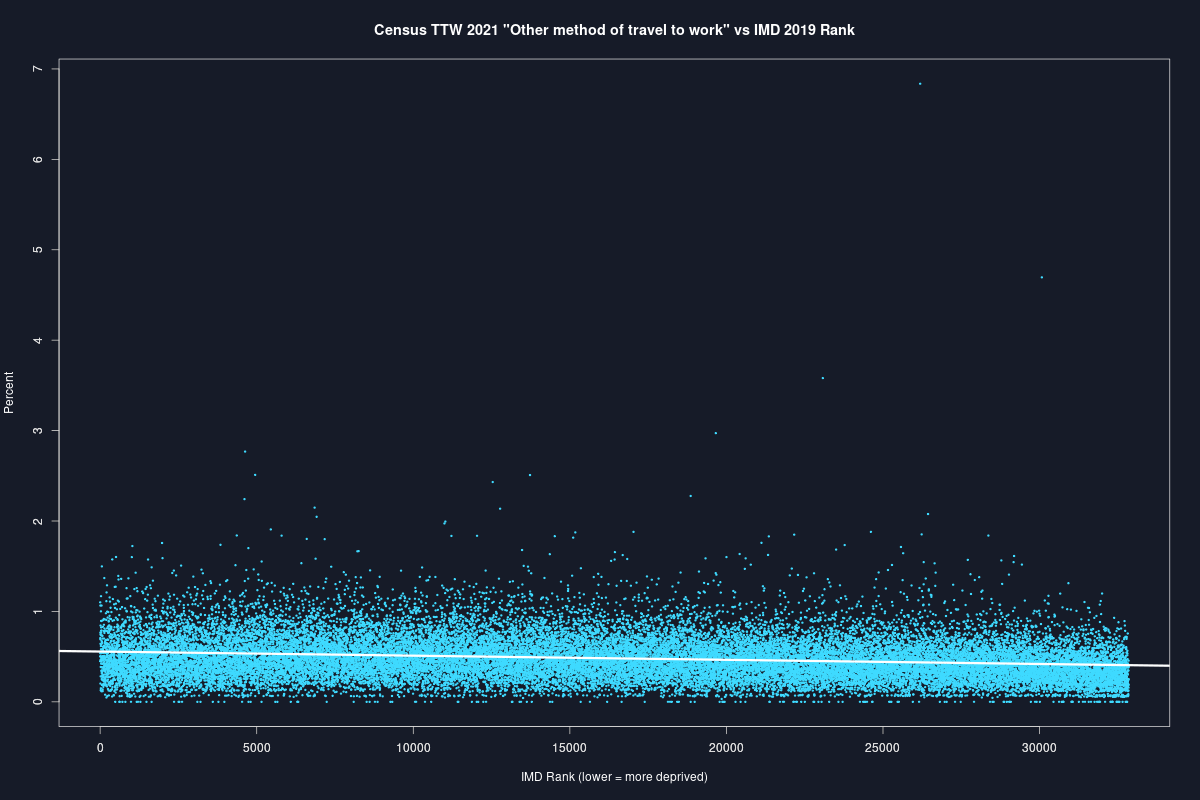 Census TTW 2021 "Other method of travel to work" vs IMD 2019 Rank
7
6
5
4
3
2
1
0
Percent
0 5000 10000 15000 20000 25000 30000
IMD Rank (lower = more deprived)